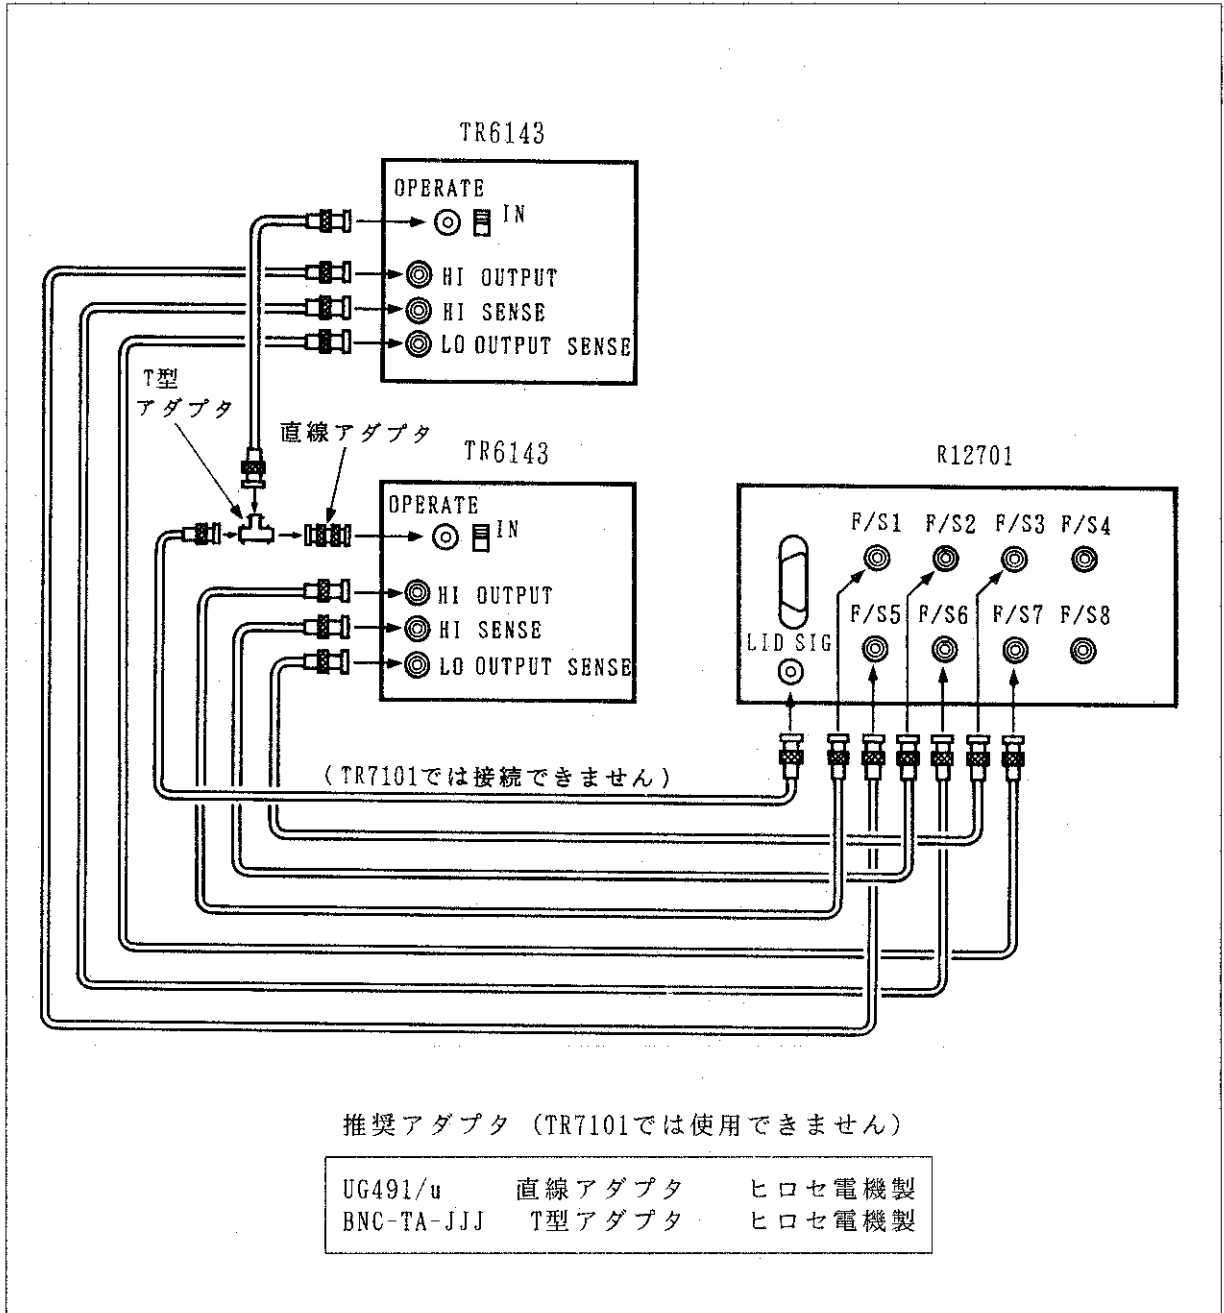 TR6143
OPERATE
IN
HI OUTPUT
HI SENSE
LO OUTPUT SENSE
T型
アダプタ
直線アダプタ
TR6143
OPERATE
IN
HI OUTPUT
HI SENSE
LO OUTPUT SENSE
R12701
F/S1 F/S2 F/S3 F/S4
F/S5 F/S6 F/S7 F/S8
LID SIG
(TR7101では接続できません)
推奨アダプタ (TR7101では使用できません)
UG491/u 直線アダプタ ヒロセ電機製
BNC-TA-JJJ T型アダプタ ヒロセ電機製